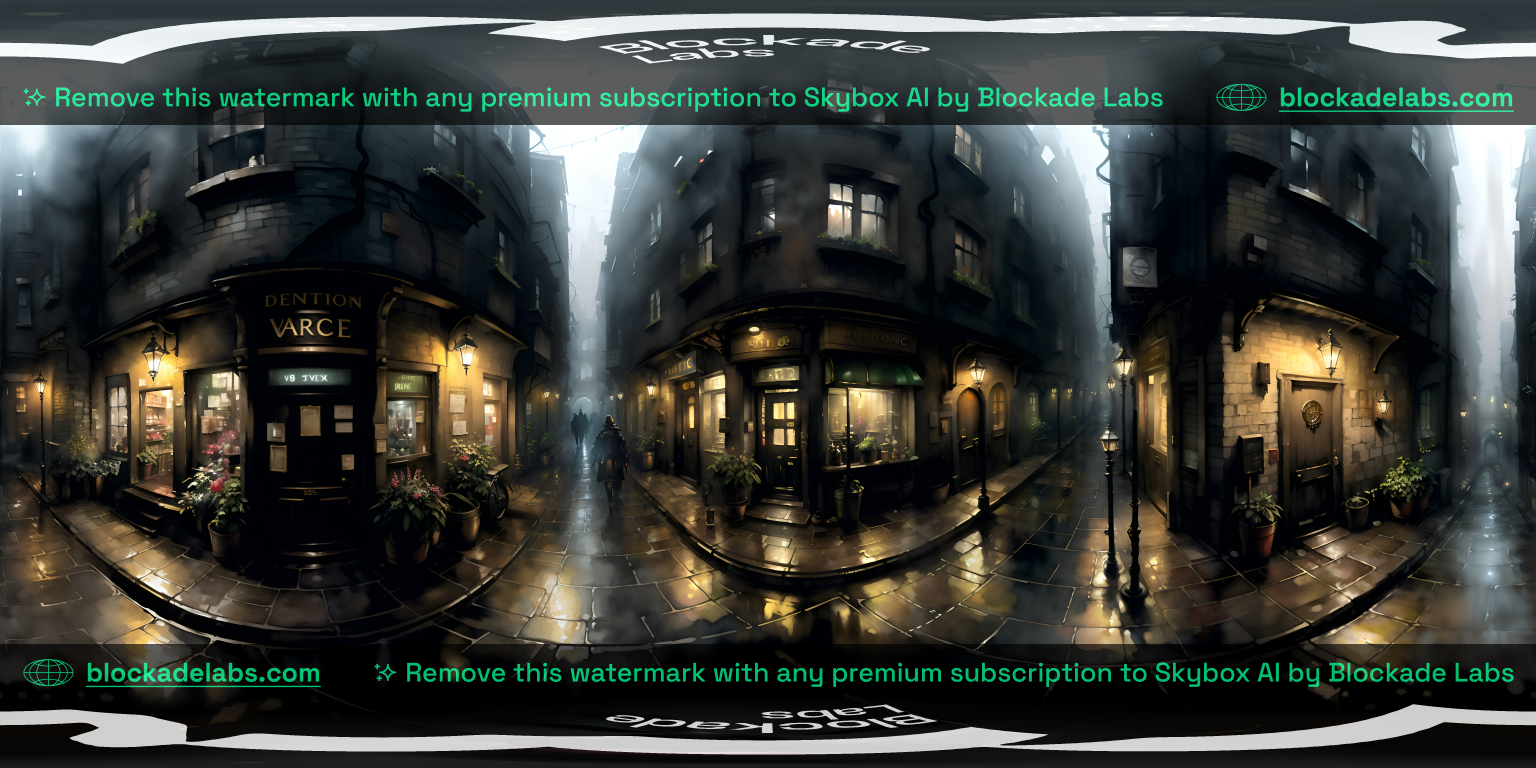 Blockade
Labs
Remove this watermark with any premium subscription to Skybox AI by Blockade Labs
blockadelabs.com
DENTION
VARCE
blockadelabs.com
Remove this watermark with any premium subscription to Skybox AI by Blockade Labs
Blockade
Labs